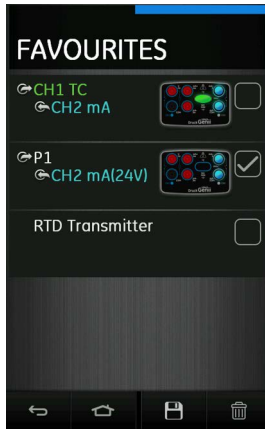 FAVOURITES
CH1 TC
CH2 mA
P1
CH2 mA(24V)
RTD Transmitter